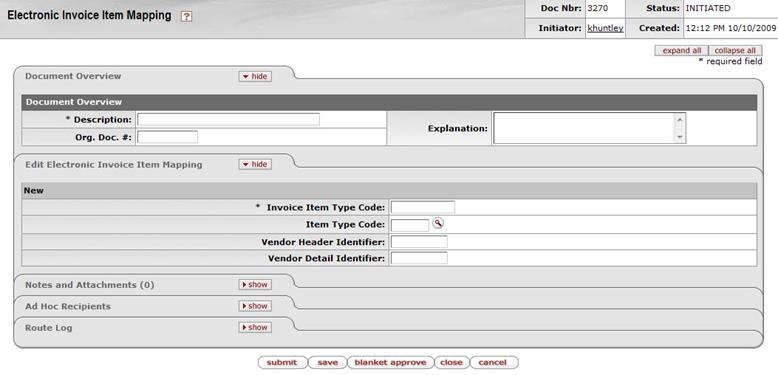 Electronic Invoice Item Mapping ?
Doc Nbr: 3270 Status: INITIATED
Initiator: khuntley Created: 12:12 PM 10/10/2009
expand all collapse all
* required field
Document Overview hide
Document Overview
* Description: Explanation:
Org. Doc. #:
Edit Electronic Invoice Item Mapping hide
New
* Invoice Item Type Code:
Item Type Code:
Vendor Header Identifier:
Vendor Detail Identifier:
Notes and Attachments (0) show
Ad Hoc Recipients show
Route Log show
submit save blanket approve close cancel